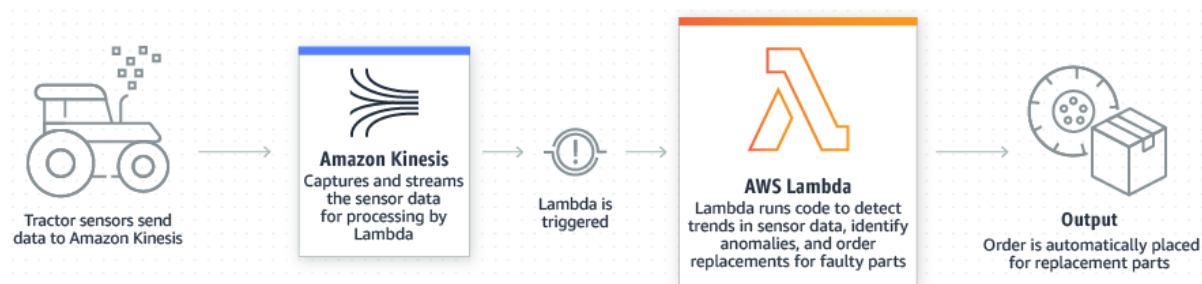 Tractor sensors send
data to Amazon Kinesis
Amazon Kinesis
Captures and streams
the sensor data
for processing by
Lambda
Lambda is
triggered
AWS Lambda
Lambda runs code to detect
trends in sensor data, identify
anomalies, and order
replacements for faulty parts
Output
Order is automatically placed
for replacement parts